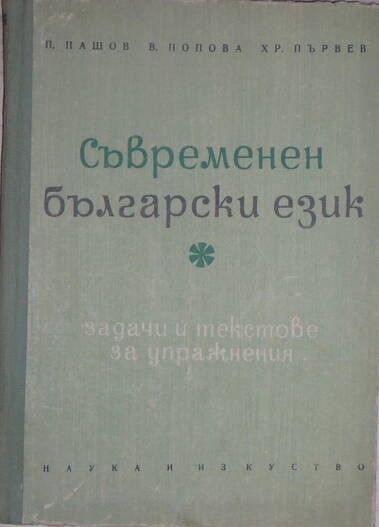 П. ПАШОВ В. ПОПОВА ХР. ПЪРВЕВ
Съвременен
български език
*
задачи и текстове
за упражнения
НАУКА И ИЗКУСТВО